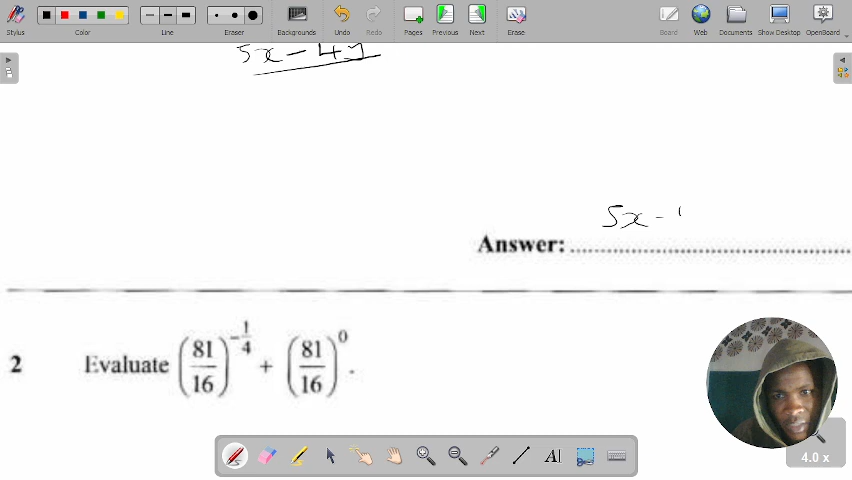 Stylus Color Line Eraser Backgrounds Undo Redo Pages Previous Next Erase Board Web Documents Show Desktop OpenBoard
5x - 4y
5x -
Answer: ................................................
2 Evaluate (81/16)^{-1/4} + (81/16)^0.
4.0 x